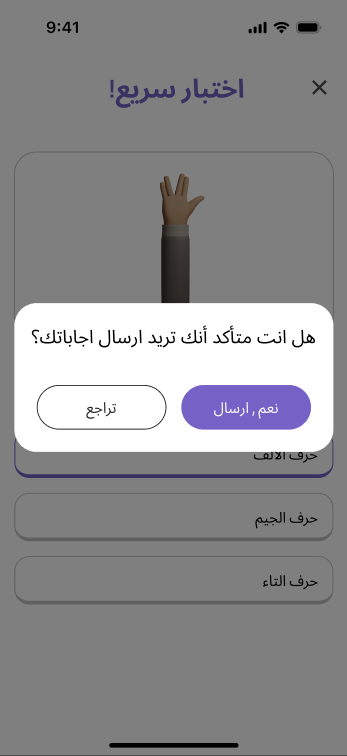 9:41
اختبار سريع!
هل انت متأكد أنك تريد ارسال اجاباتك؟
نعم , ارسال
تراجع
حرف الالف
حرف الجيم
حرف التاء